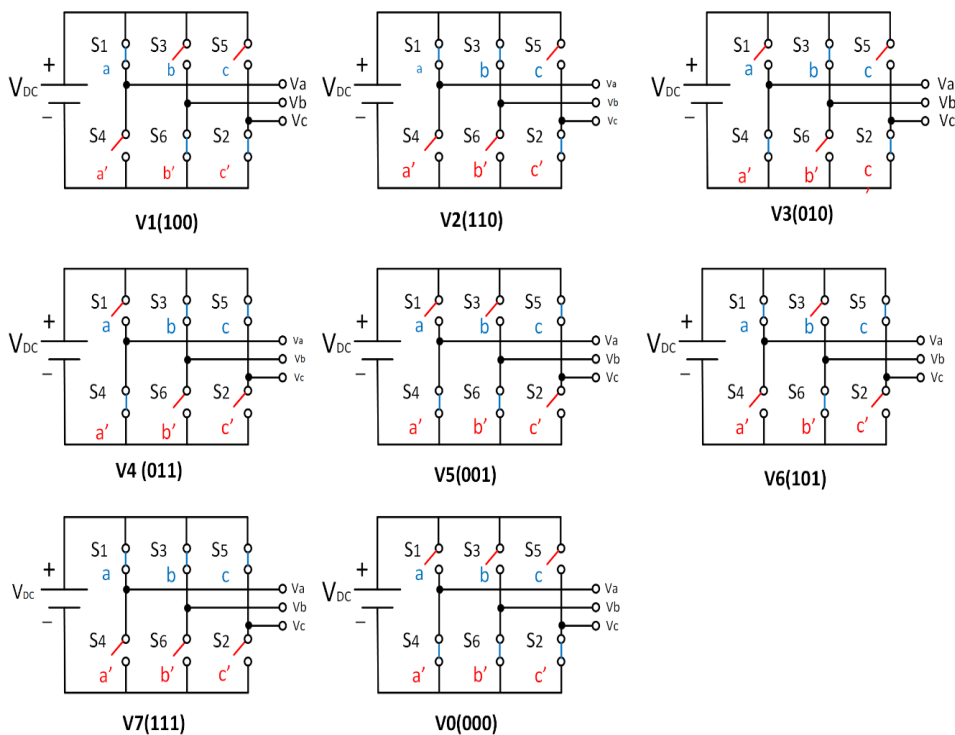 S1 S3 S5
+ a b c
VDC Va
Vb
− Vc
S4 S6 S2
a' b' c'
V1(100)
S1 S3 S5
+ a b c
VDC Va
Vb
− Vc
S4 S6 S2
a' b' c'
V2(110)
S1 S3 S5
+ a b c
VDC Va
Vb
− Vc
S4 S6 S2
a' b' c
'
V3(010)
S1 S3 S5
+ a b c
VDC Va
Vb
− Vc
S4 S6 S2
a' b' c'
V4 (011)
S1 S3 S5
+ a b c
VDC Va
Vb
− Vc
S4 S6 S2
a' b' c'
V5(001)
S1 S3 S5
+ a b c
VDC Va
Vb
− Vc
S4 S6 S2
a' b' c'
V6(101)
S1 S3 S5
+ a b c
VDC Va
Vb
− Vc
S4 S6 S2
a' b' c'
V7(111)
S1 S3 S5
+ a b c
VDC Va
Vb
− Vc
S4 S6 S2
a' b' c'
V0(000)